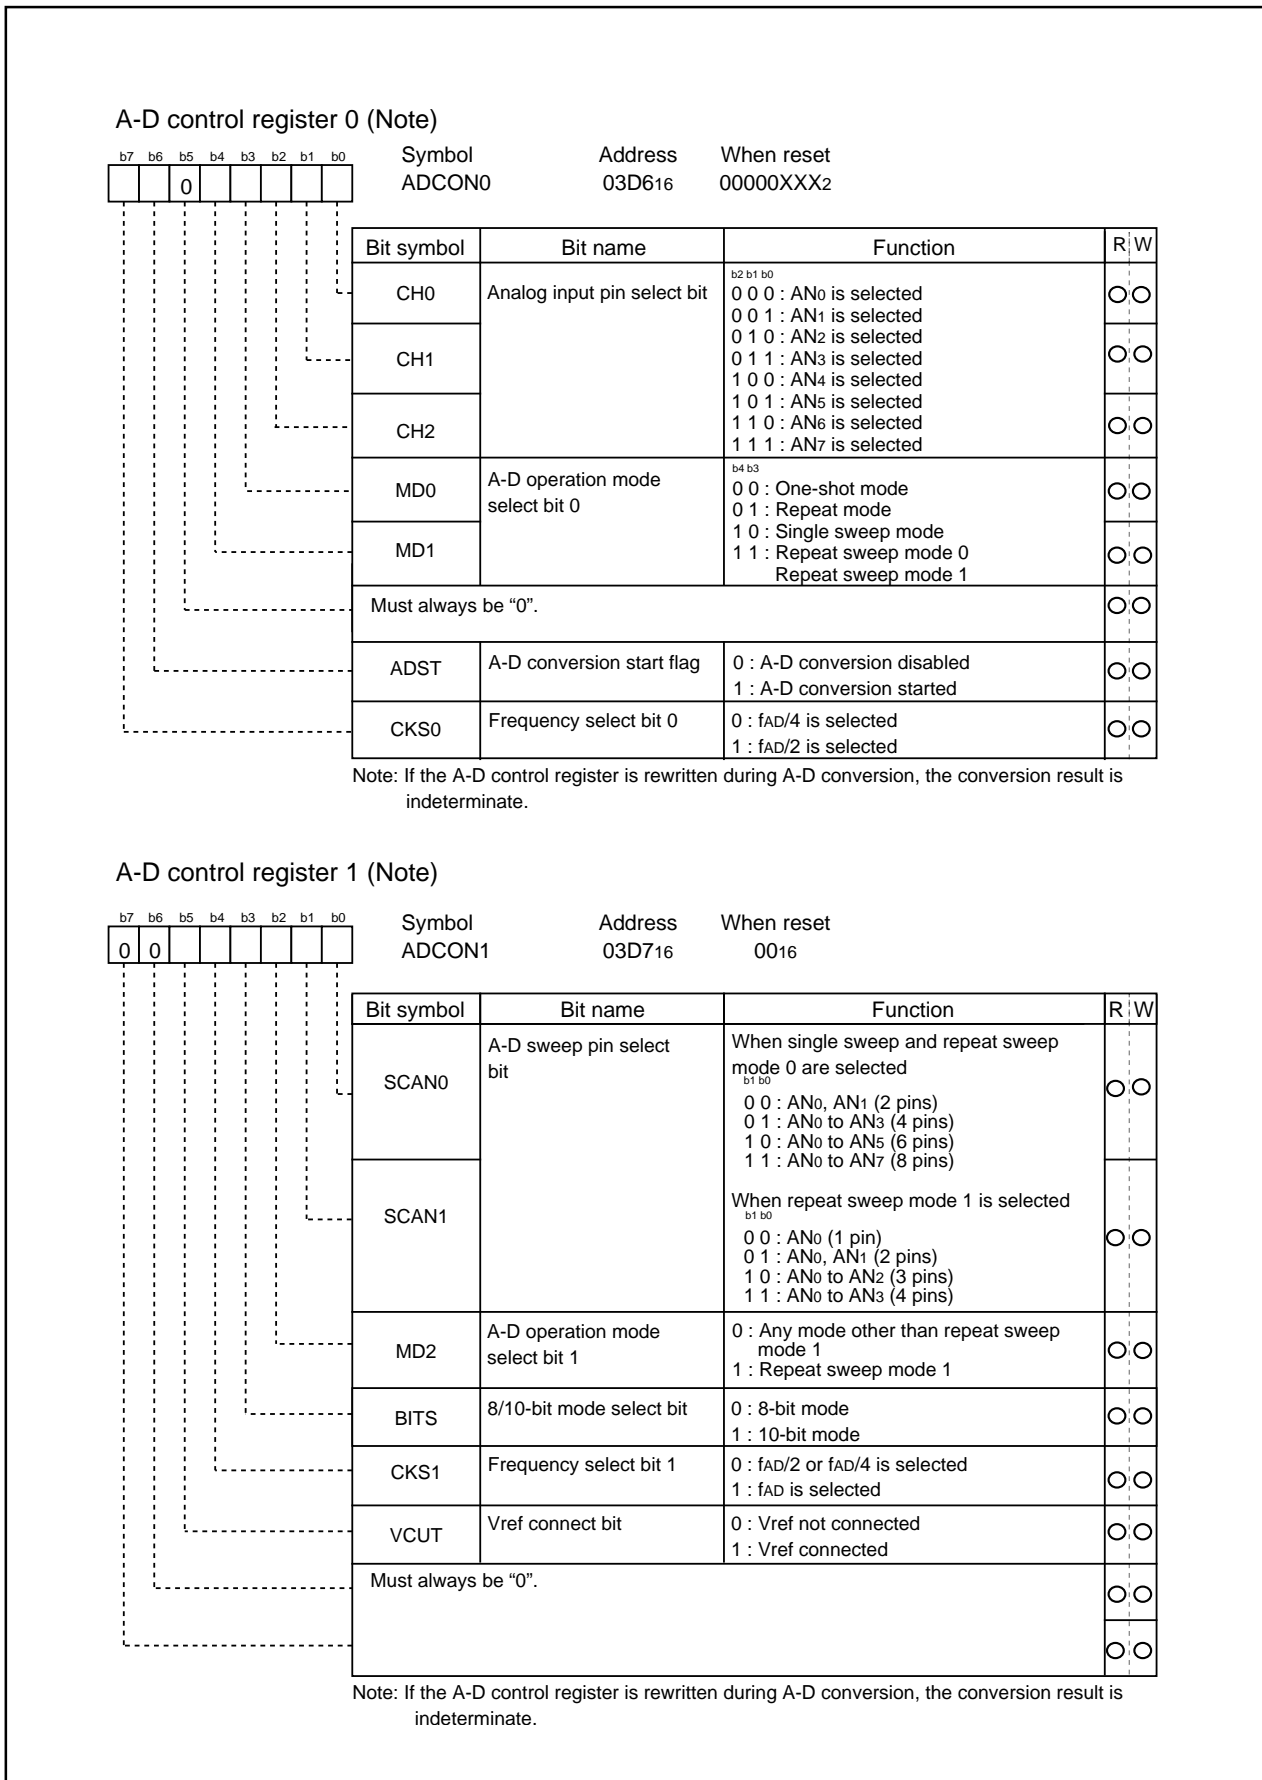 A-D control register 0 (Note)
b7 b6 b5 b4 b3 b2 b1 b0
0
Symbol Address When reset
ADCON0 03D616 00000XXX2
Bit symbol Bit name Function R W
CH0 Analog input pin select bit
b2 b1 b0
0 0 0 : AN0 is selected
0 0 1 : AN1 is selected
0 1 0 : AN2 is selected
0 1 1 : AN3 is selected
1 0 0 : AN4 is selected
1 0 1 : AN5 is selected
1 1 0 : AN6 is selected
1 1 1 : AN7 is selected
CH1
CH2
MD0 A-D operation mode
select bit 0
b4 b3
0 0 : One-shot mode
0 1 : Repeat mode
1 0 : Single sweep mode
1 1 : Repeat sweep mode 0
Repeat sweep mode 1
MD1
Must always be “0”.
ADST A-D conversion start flag 0 : A-D conversion disabled
1 : A-D conversion started
CKS0 Frequency select bit 0 0 : fAD/4 is selected
1 : fAD/2 is selected
Note: If the A-D control register is rewritten during A-D conversion, the conversion result is
indeterminate.
A-D control register 1 (Note)
b7 b6 b5 b4 b3 b2 b1 b0
0 0
Symbol Address When reset
ADCON1 03D716 0016
Bit symbol Bit name Function R W
SCAN0 A-D sweep pin select
bit
When single sweep and repeat sweep
mode 0 are selected
b1 b0
0 0 : AN0, AN1 (2 pins)
0 1 : AN0 to AN3 (4 pins)
1 0 : AN0 to AN5 (6 pins)
1 1 : AN0 to AN7 (8 pins)
SCAN1
When repeat sweep mode 1 is selected
b1 b0
0 0 : AN0 (1 pin)
0 1 : AN0, AN1 (2 pins)
1 0 : AN0 to AN2 (3 pins)
1 1 : AN0 to AN3 (4 pins)
MD2 A-D operation mode
select bit 1
0 : Any mode other than repeat sweep
mode 1
1 : Repeat sweep mode 1
BITS 8/10-bit mode select bit 0 : 8-bit mode
1 : 10-bit mode
CKS1 Frequency select bit 1 0 : fAD/2 or fAD/4 is selected
1 : fAD is selected
VCUT Vref connect bit 0 : Vref not connected
1 : Vref connected
Must always be “0”.
Note: If the A-D control register is rewritten during A-D conversion, the conversion result is
indeterminate.